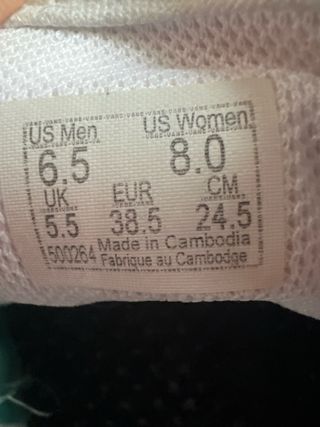 US Men US Women
6.5 8.0
UK EUR CM
5.5 38.5 24.5
500264 Made in Cambodia
Fabrique au Cambodge